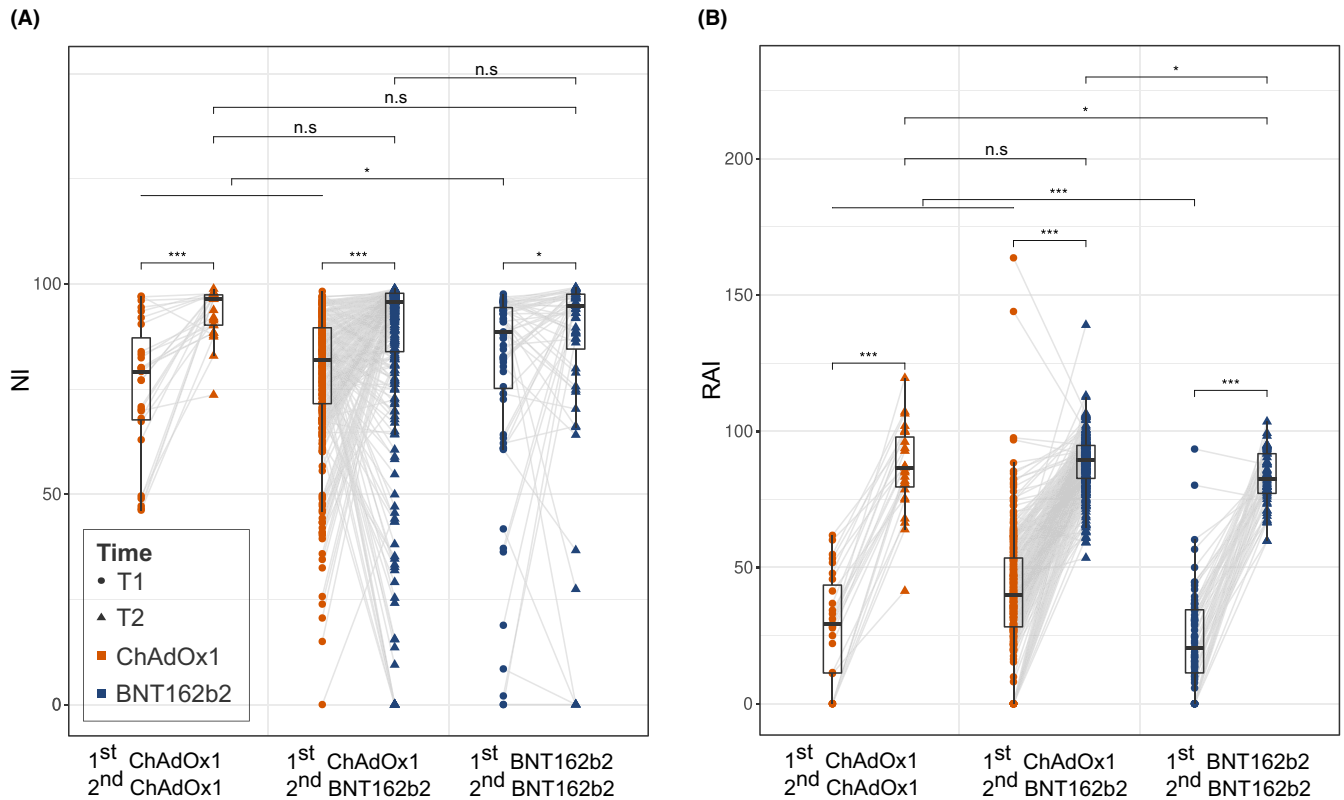 (A)
n.s
n.s
n.s
*
***
***
*
100
50
0
NI
Time
T1
T2
ChAdOx1
BNT162b2
1st ChAdOx1
2nd ChAdOx1
1st ChAdOx1
2nd BNT162b2
1st BNT162b2
2nd BNT162b2
(B)
*
*
n.s
***
***
***
***
200
150
100
50
0
RAI
1st ChAdOx1
2nd ChAdOx1
1st ChAdOx1
2nd BNT162b2
1st BNT162b2
2nd BNT162b2